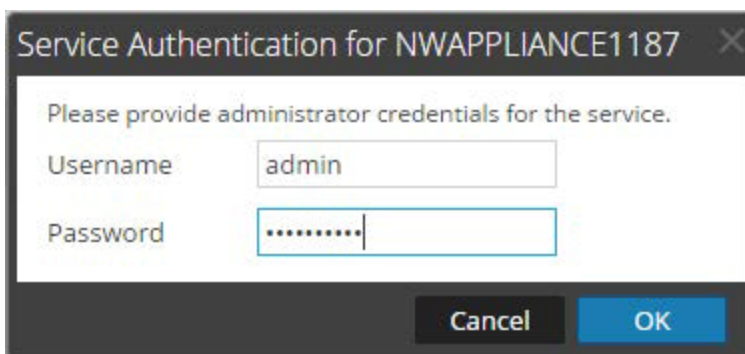 Service Authentication for NWAPPLIANCE1187
Please provide administrator credentials for the service.
Username admin
Password ••••••••••
Cancel OK